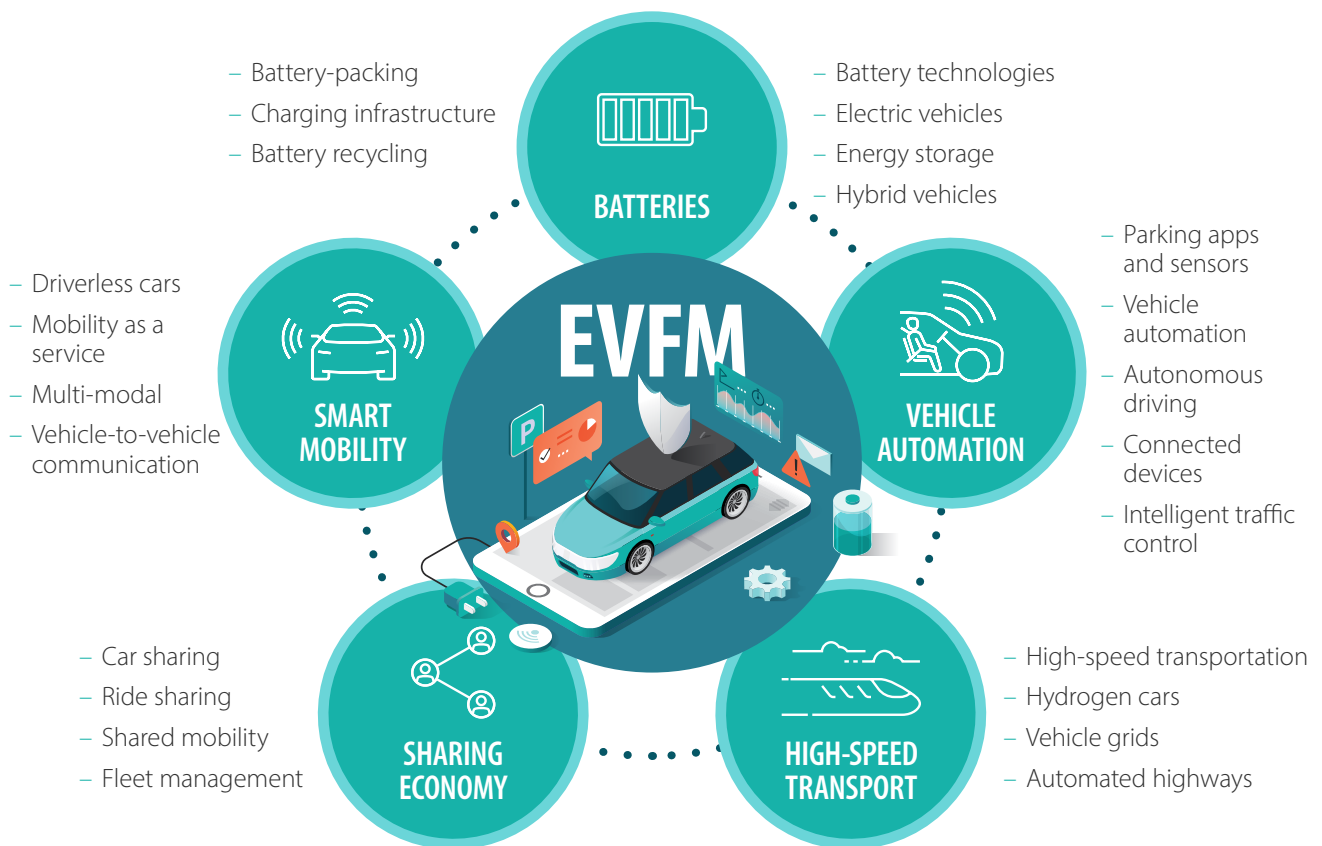 – Battery-packing
– Charging infrastructure
– Battery recycling
BATTERIES
– Battery technologies
– Electric vehicles
– Energy storage
– Hybrid vehicles
– Driverless cars
– Mobility as a
service
– Multi-modal
– Vehicle-to-vehicle
communication
SMART
MOBILITY
EVFM
P
VEHICLE
AUTOMATION
– Parking apps
and sensors
– Vehicle
automation
– Autonomous
driving
– Connected
devices
– Intelligent traffic
control
– Car sharing
– Ride sharing
– Shared mobility
– Fleet management
SHARING
ECONOMY
HIGH-SPEED
TRANSPORT
– High-speed transportation
– Hydrogen cars
– Vehicle grids
– Automated highways